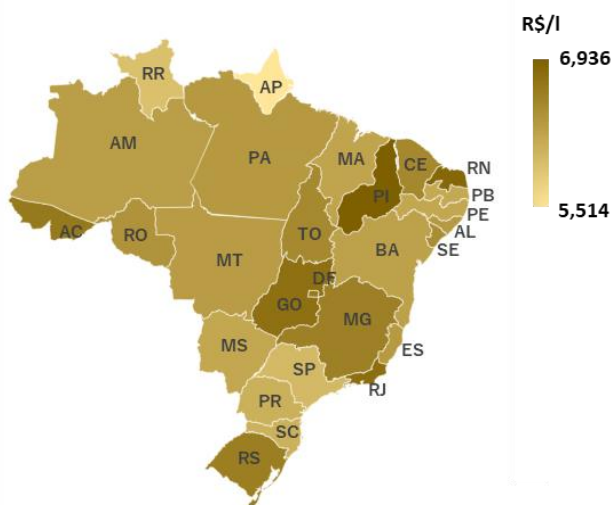 R$/l
6,936
5,514
RR
AP
AM
PA
MA
CE
RN
PB
PE
AL
SE
PI
AC
RO
TO
BA
MT
DF
GO
MG
ES
MS
SP
RJ
PR
SC
RS